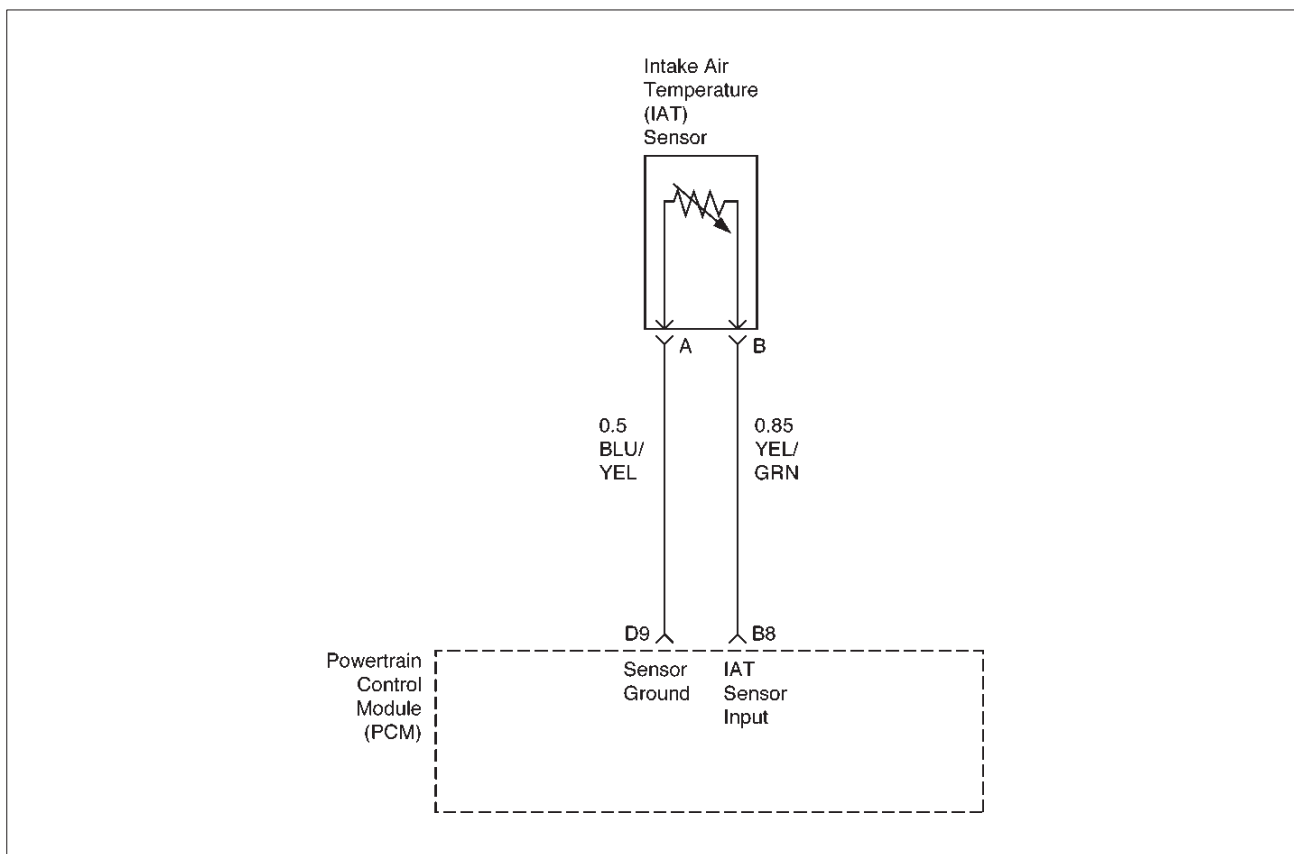 Intake Air
Temperature
(IAT)
Sensor
A
B
0.5
BLU/
YEL
0.85
YEL/
GRN
D9
B8
Powertrain
Control
Module
(PCM)
Sensor
Ground
IAT
Sensor
Input